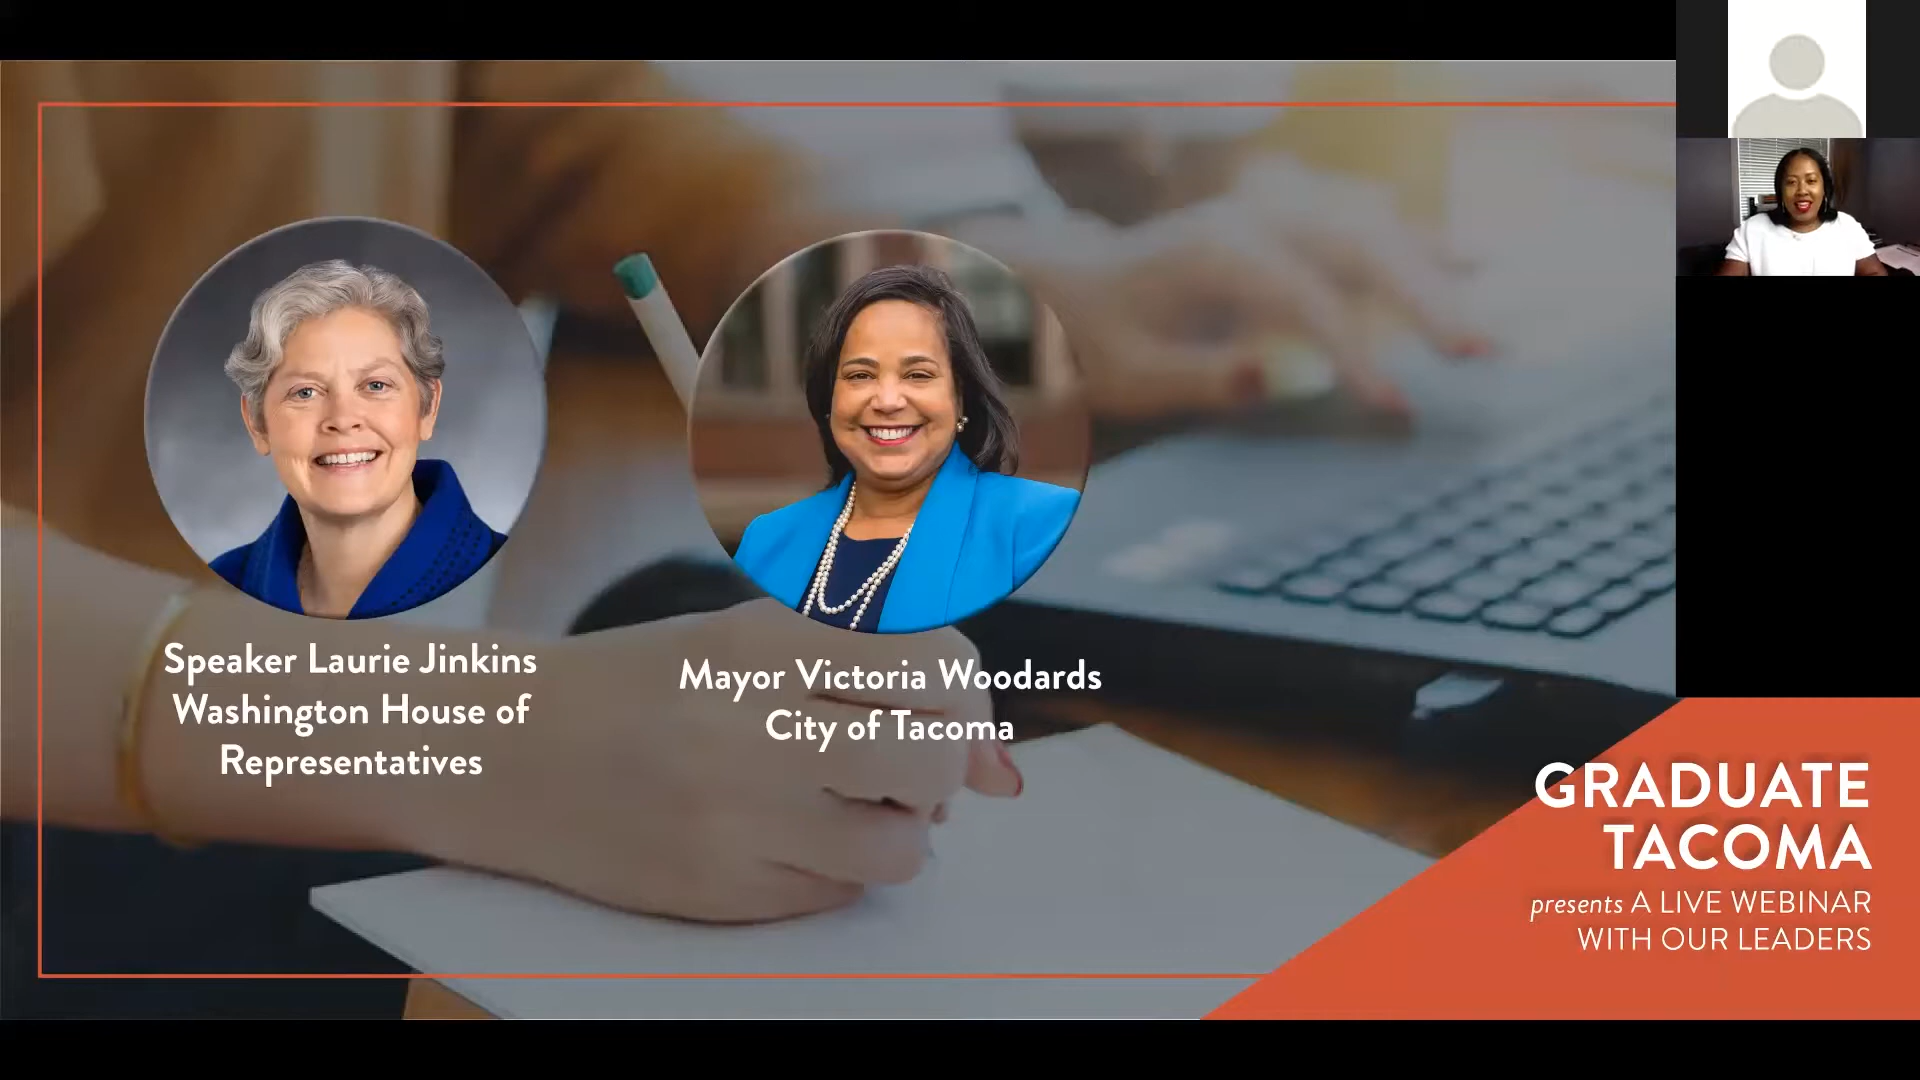 Speaker Laurie Jinkins
Washington House of
Representatives
Mayor Victoria Woodards
City of Tacoma
GRADUATE
TACOMA
presents A LIVE WEBINAR
WITH OUR LEADERS